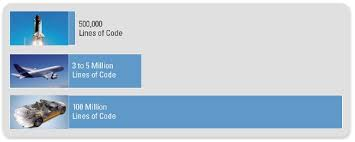 500,000
Lines of Code
3 to 5 Million
Lines of Code
100 Million
Lines of Code